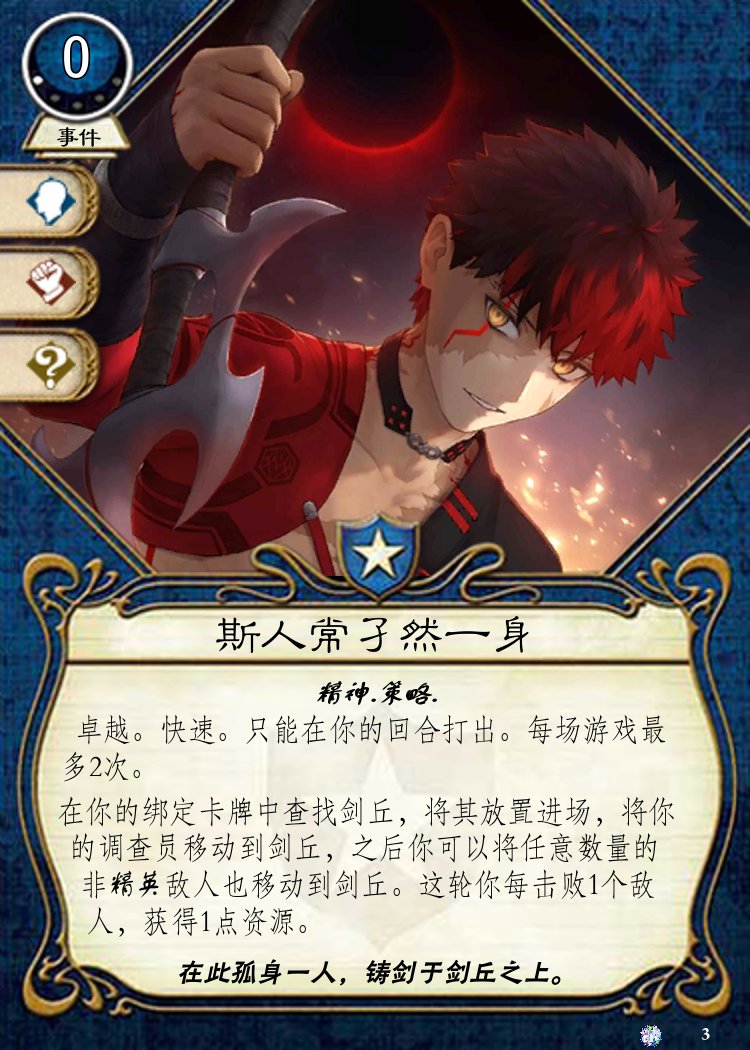 0
事件
斯人常孑然一身
精神.策略.
卓越。快速。只能在你的回合打出。每场游戏最
多2次。
在你的绑定卡牌中查找剑丘，将其放置进场，将你
的调查员移动到剑丘，之后你可以将任意数量的
非精英敌人也移动到剑丘。这轮你每击败1个敌
人，获得1点资源。
在此孤身一人，铸剑于剑丘之上。
3